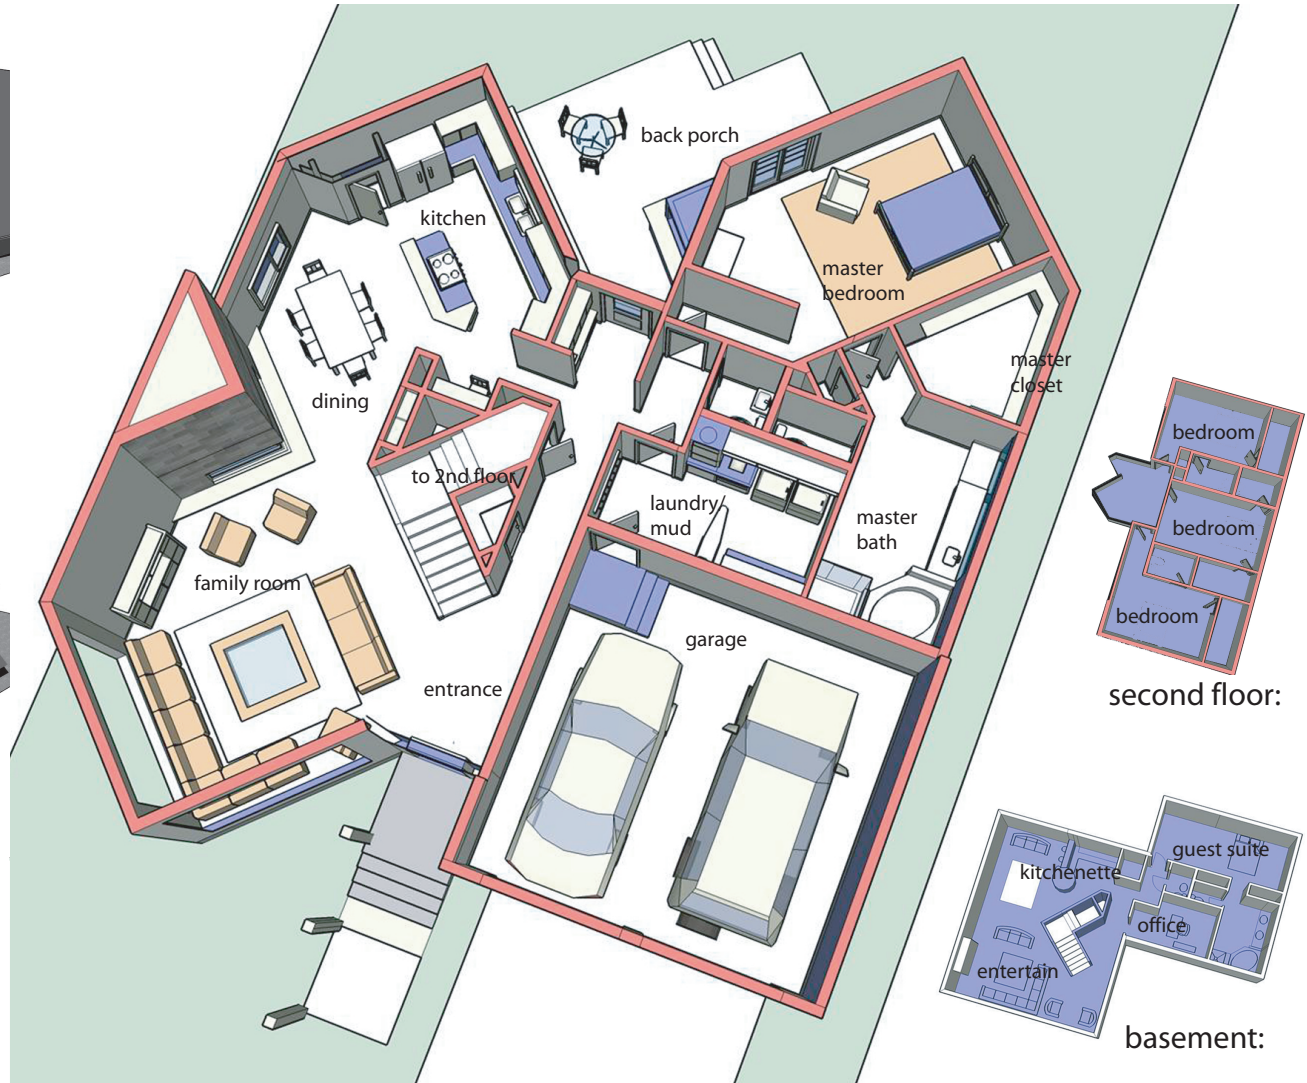 back porch
kitchen
master
bedroom
master
closet
dining
to 2nd floor
laundry/
mud
master
bath
family room
garage
entrance
bedroom
bedroom
bedroom
second floor:
guest suite
kitchenette
office
entertain
basement: